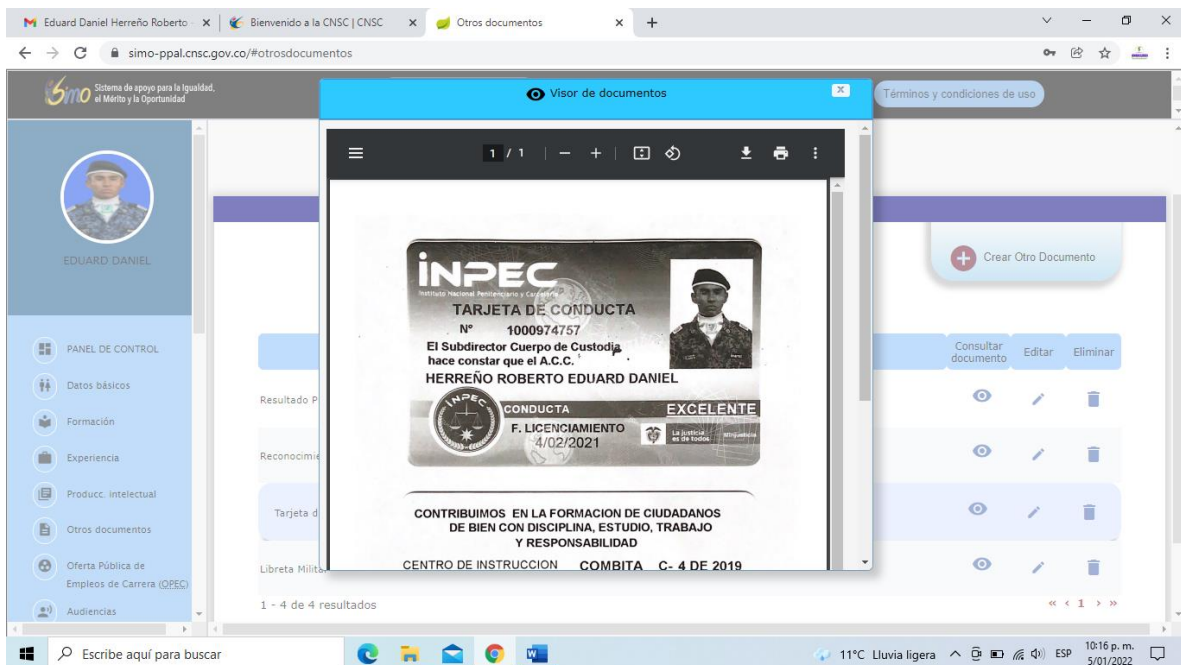 Eduard Daniel Herreño Roberto
Bienvenido a la CNSC | CNSC
Otros documentos
simo-ppal.cnsc.gov.co/#otrosdocumentos
Simo Sistema de apoyo para la Igualdad,
el Mérito y la Oportunidad
Visor de documentos
x
Términos y condiciones de uso
EDUARD DANIEL
1 / 1
Crear Otro Documento
INPEC
Instituto Nacional Penitenciario y Carcelario
TARJETA DE CONDUCTA
N° 1000974757
El Subdirector Cuerpo de Custodia
hace constar que el A.C.C.
HERREÑO ROBERTO EDUARD DANIEL
INPEC
CONDUCTA EXCELENTE
F. LICENCIAMIENTO
4/02/2021
La justicia
es de todos
Minjusticia
CONTRIBUIMOS EN LA FORMACION DE CIUDADANOS
DE BIEN CON DISCIPLINA, ESTUDIO, TRABAJO
Y RESPONSABILIDAD
CENTRO DE INSTRUCCION COMBITA C- 4 DE 2019
PANEL DE CONTROL
Datos básicos
Formación
Experiencia
Producc. intelectual
Otros documentos
Oferta Pública de
Empleos de Carrera (OPEC)
Audiencias
Consultar
documento
Editar
Eliminar
Resultado P
Reconocimie
Tarjeta d
Libreta Milita
1 - 4 de 4 resultados
« ‹ 1 › »
Escribe aquí para buscar
11°C Lluvia ligera
ESP
10:16 p. m.
5/01/2022